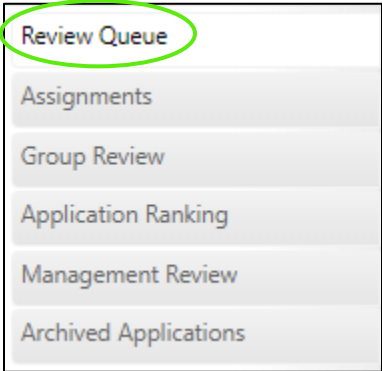 Review Queue
Assignments
Group Review
Application Ranking
Management Review
Archived Applications